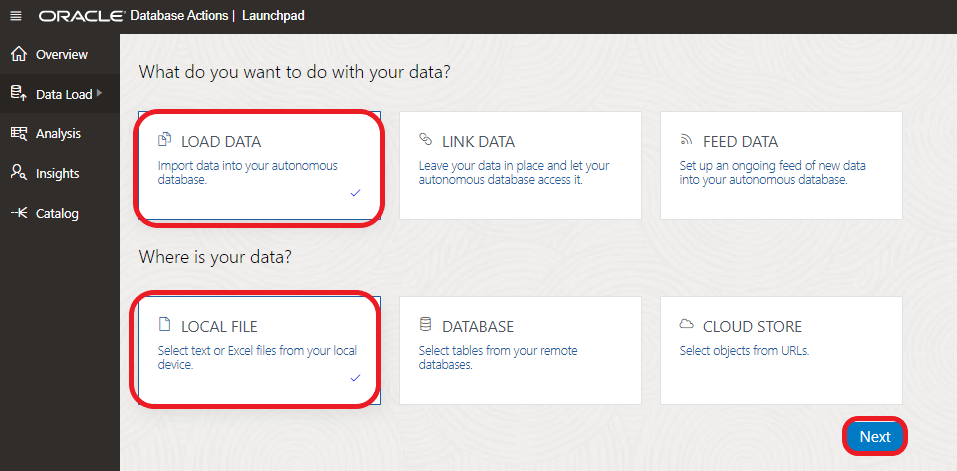 ORACLE® Database Actions | Launchpad
Overview
Data Load
Analysis
Insights
Catalog
What do you want to do with your data?
LOAD DATA
Import data into your autonomous
database.
LINK DATA
Leave your data in place and let your
autonomous database access it.
FEED DATA
Set up an ongoing feed of new data
into your autonomous database.
Where is your data?
LOCAL FILE
Select text or Excel files from your local
device.
DATABASE
Select tables from your remote
databases.
CLOUD STORE
Select objects from URLs.
Next